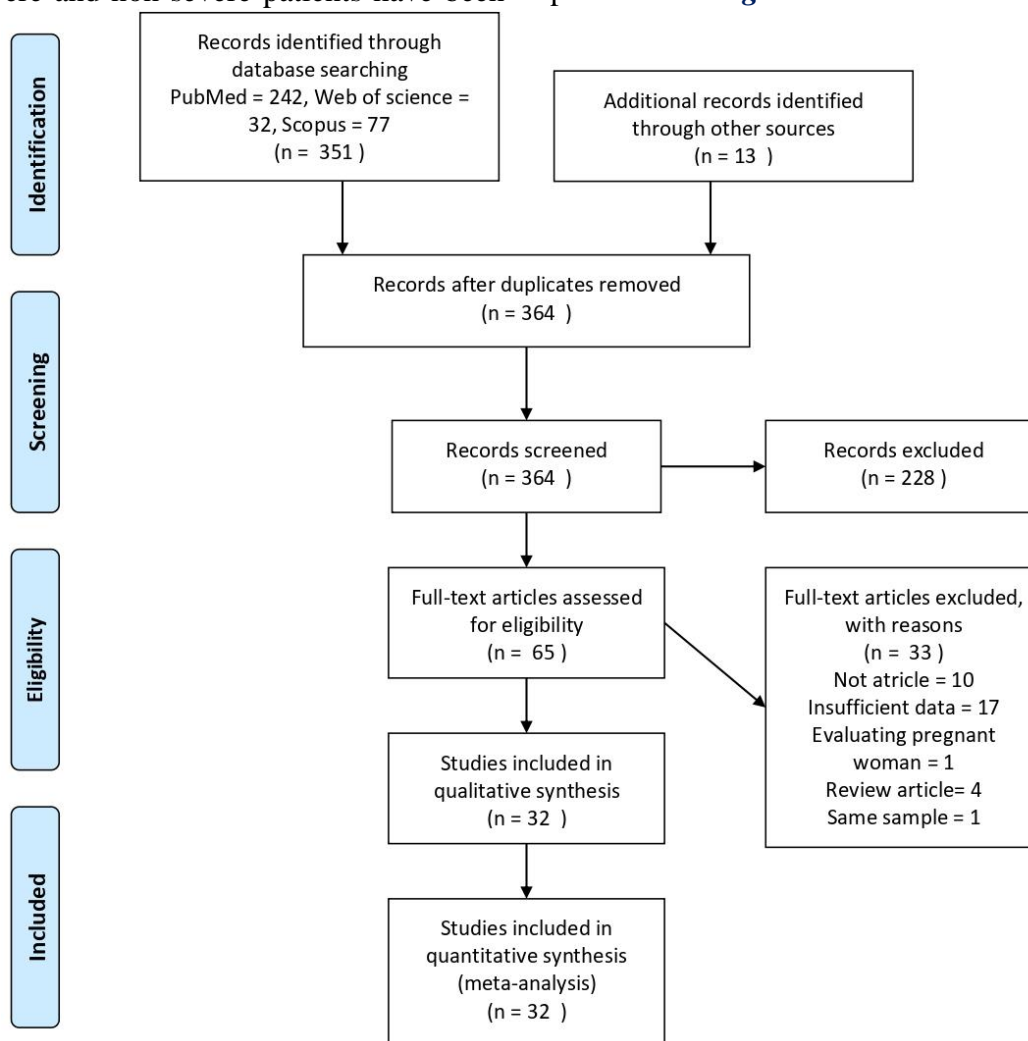 ere and non severe patients have been
Identification
Records identified through
database searching
PubMed = 242, Web of science =
32, Scopus = 77
(n = 351 )
Additional records identified
through other sources
(n = 13 )
Records after duplicates removed
(n = 364 )
Screening
Records screened
(n = 364 )
Records excluded
(n = 228 )
Eligibility
Full-text articles assessed
for eligibility
(n = 65 )
Full-text articles excluded,
with reasons
(n = 33 )
Not atricle = 10
Insufficient data = 17
Evaluating pregnant
woman = 1
Review article= 4
Same sample = 1
Studies included in
qualitative synthesis
(n = 32 )
Included
Studies included in
quantitative synthesis
(meta-analysis)
(n = 32 )